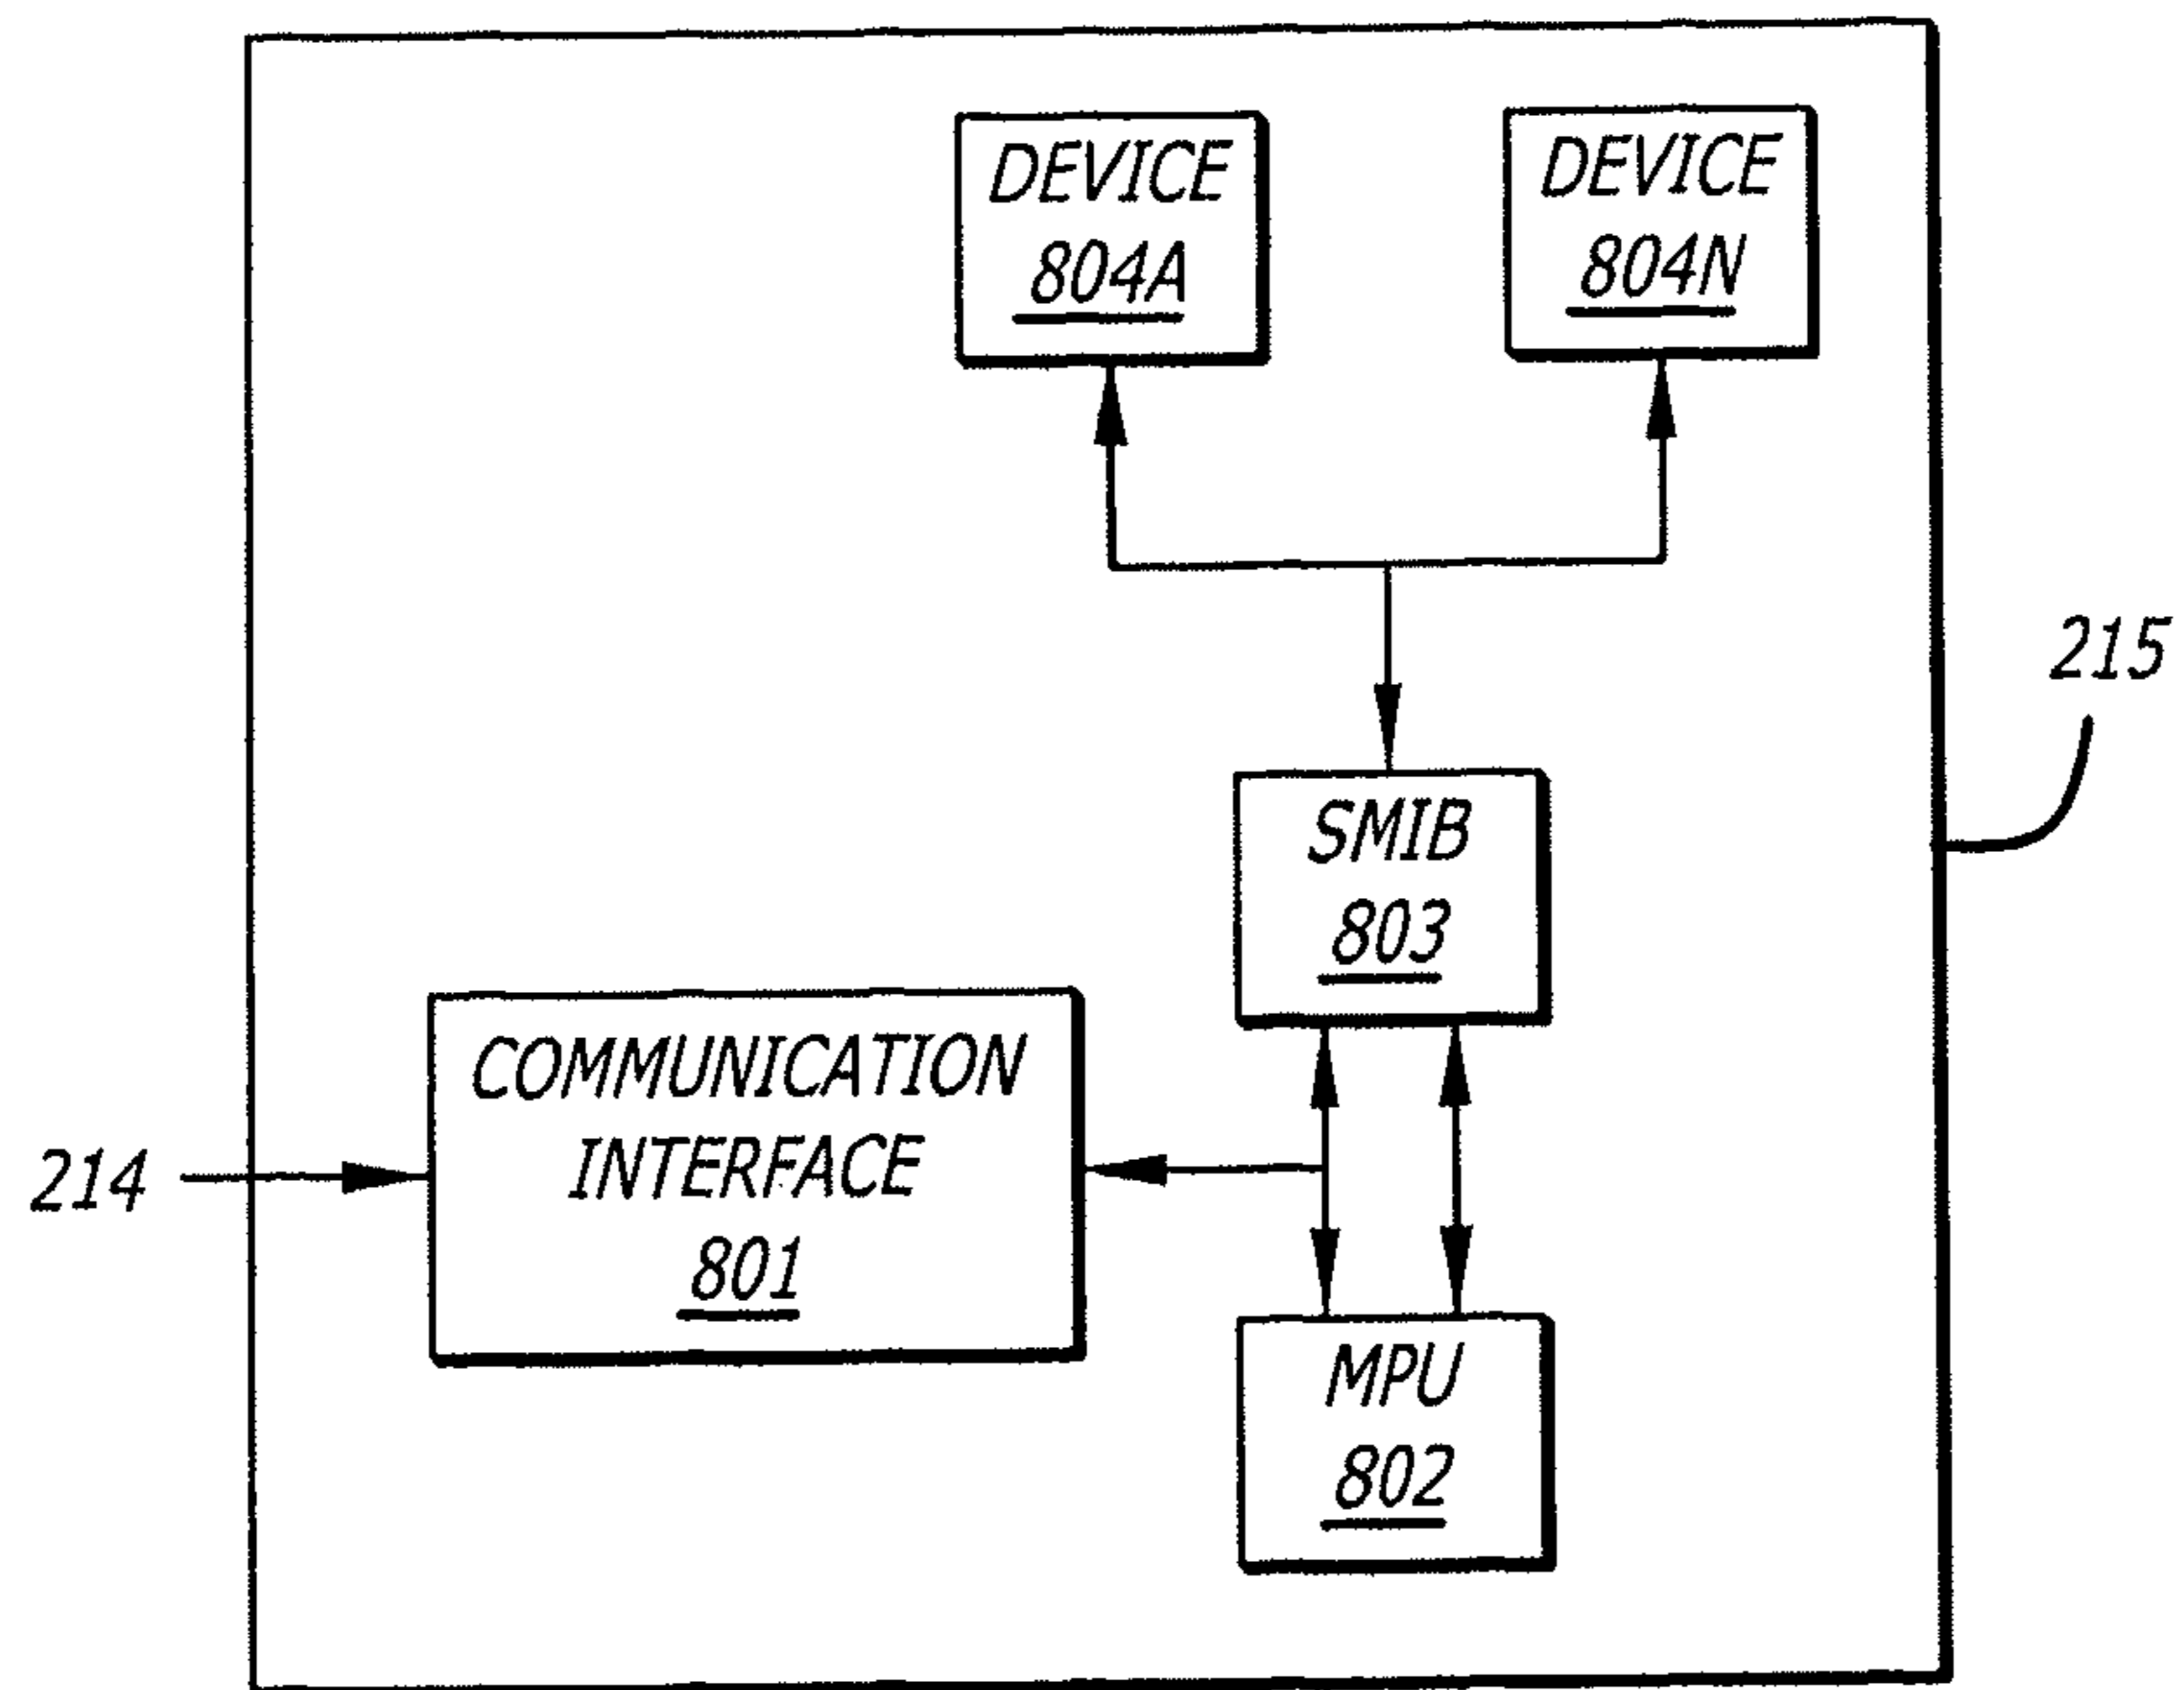 DEVICE
804A
DEVICE
804N
215
SMIB
803
COMMUNICATION
INTERFACE
801
214
MPU
802